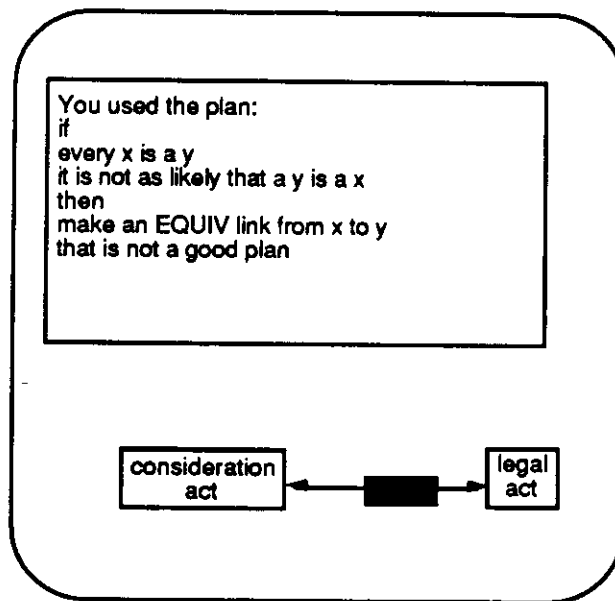 You used the plan:
if
every x is a y
it is not as likely that a y is a x
then
make an EQUIV link from x to y
that is not a good plan
consideration
act
legal
act